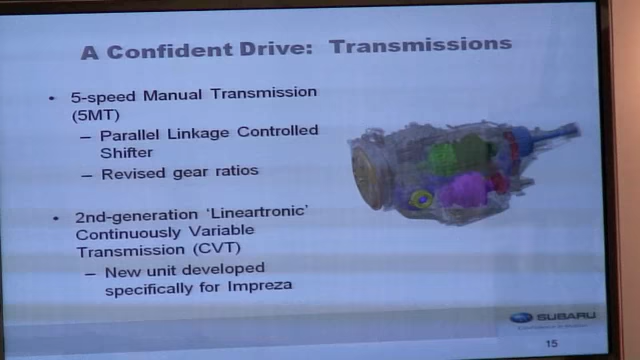 A Confident Drive: Transmissions
• 5-speed Manual Transmission
(5MT)
– Parallel Linkage Controlled
Shifter
– Revised gear ratios
• 2nd-generation ‘Lineartronic’
Continuously Variable
Transmission (CVT)
– New unit developed
specifically for Impreza
SUBARU
15